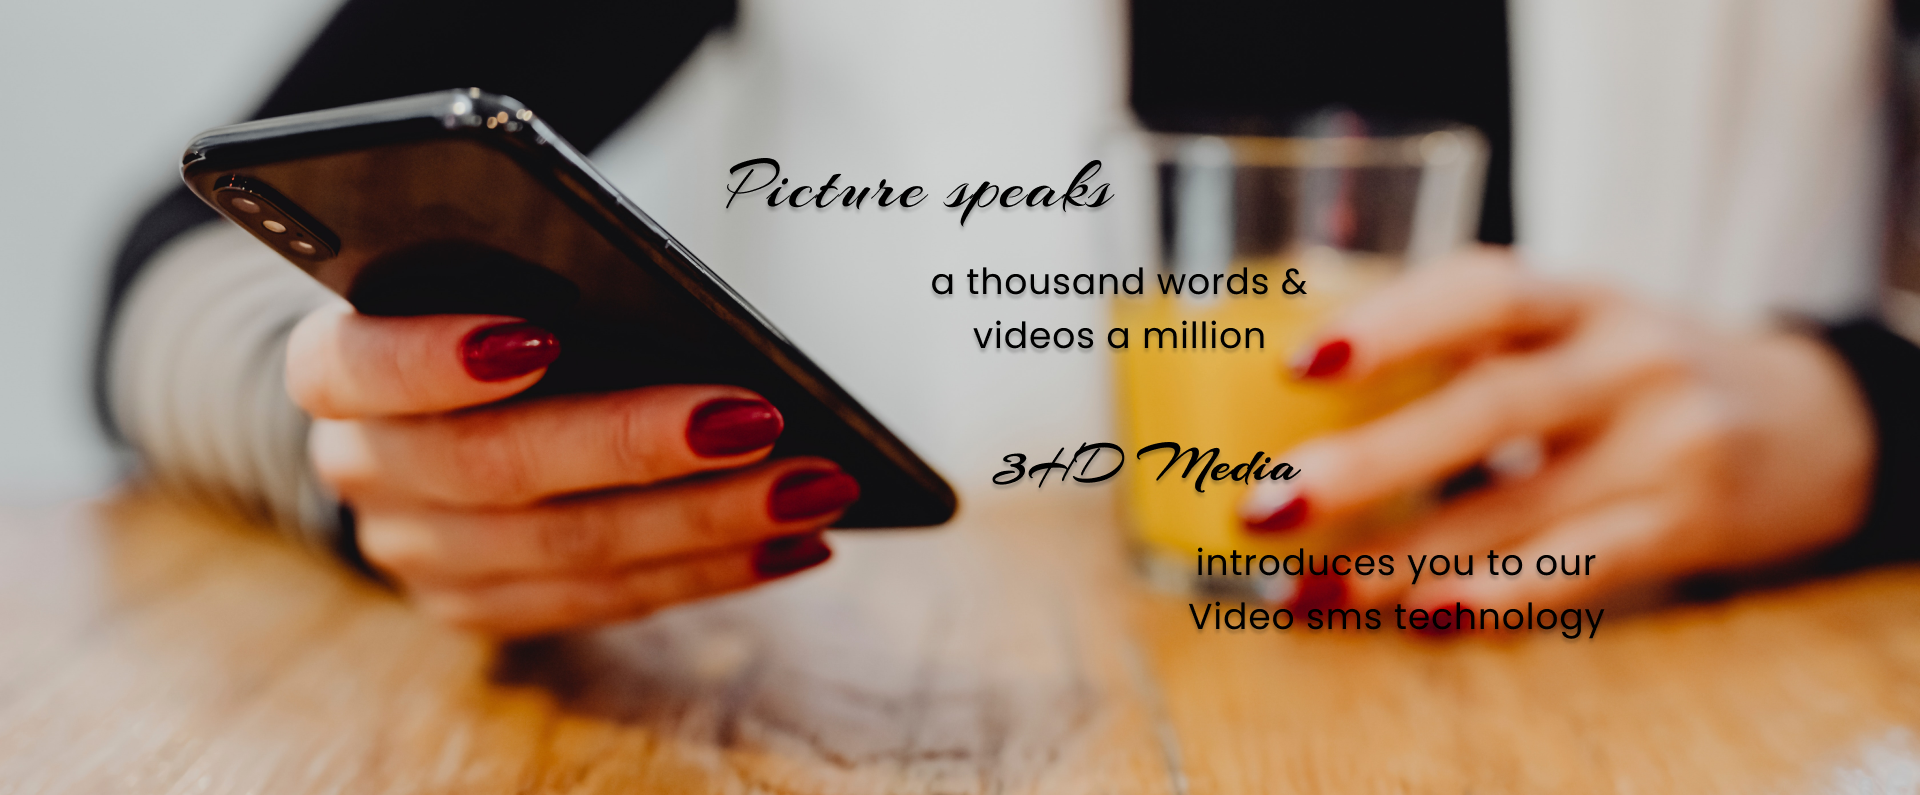 Picture speaks
a thousand words &
videos a million
3HD Media
introduces you to our
Video sms technology